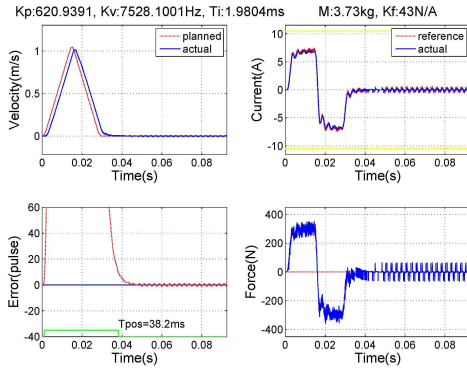 Kp:620.9391, Kv:7528.1001Hz, Ti:1.9804ms M:3.73kg, Kf:43N/A
Velocity(m/s)
1
0.5
0
planned
actual
0 0.02 0.04 0.06 0.08
Time(s)
Current(A)
10
5
0
-5
-10
reference
actual
0 0.02 0.04 0.06 0.08
Time(s)
Error(pulse)
60
40
20
0
-20
-40
Tpos=38.2ms
0 0.02 0.04 0.06 0.08
Time(s)
Force(N)
400
200
0
-200
-400
0 0.02 0.04 0.06 0.08
Time(s)